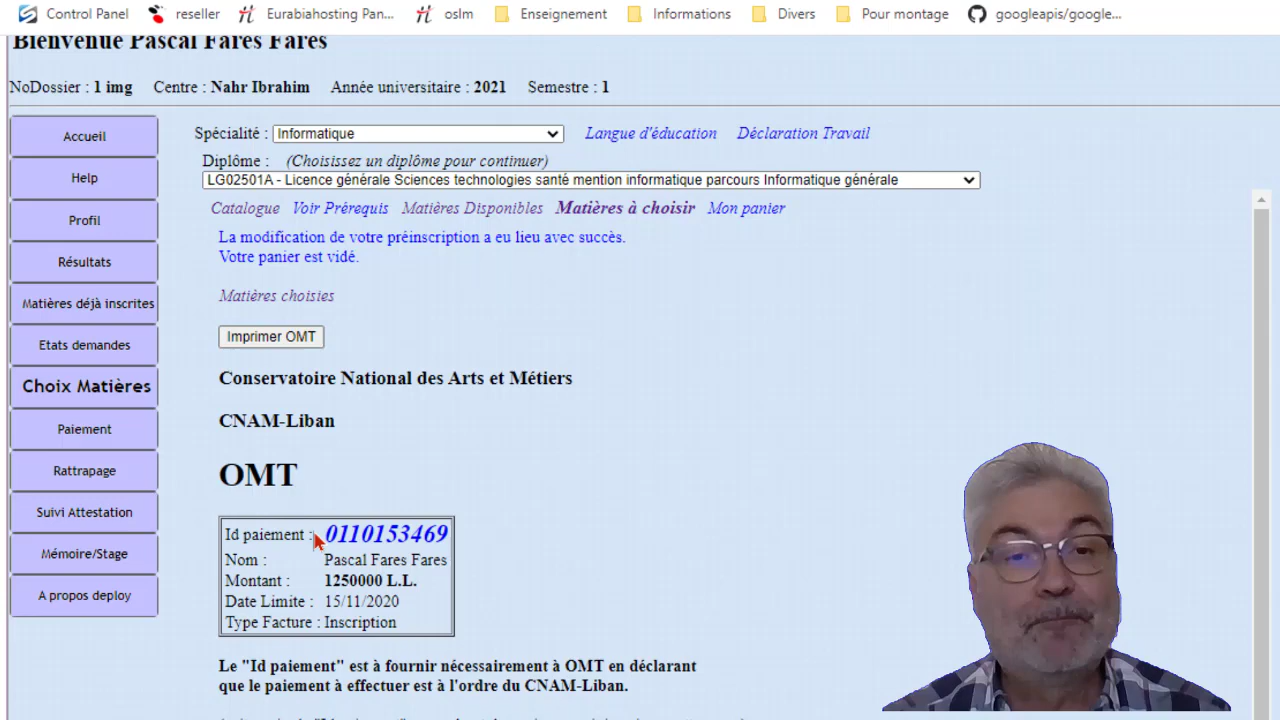 Control Panel reseller Eurabiahosting Pan... oslm Enseignement Informations Divers Pour montage googleapis/google...
Bienvenue Pascal Fares Fares
NoDossier : 1 img Centre : Nahr Ibrahim Année universitaire : 2021 Semestre : 1
Accueil
Help
Profil
Résultats
Matières déjà inscrites
Etats demandes
Choix Matières
Paiement
Rattrapage
Suivi Attestation
Mémoire/Stage
A propos deploy
Spécialité : Informatique Langue d'éducation Déclaration Travail
Diplôme : (Choisissez un diplôme pour continuer)
LG02501A - Licence générale Sciences technologies santé mention informatique parcours Informatique générale
Catalogue Voir Prérequis Matières Disponibles Matières à choisir Mon panier
La modification de votre préinscription a eu lieu avec succès.
Votre panier est vidé.
Matières choisies
Imprimer OMT
Conservatoire National des Arts et Métiers
CNAM-Liban
OMT
Id paiement : 0110153469
Nom : Pascal Fares Fares
Montant : 1250000 L.L.
Date Limite : 15/11/2020
Type Facture : Inscription
Le "Id paiement" est à fournir nécessairement à OMT en déclarant
que le paiement à effectuer est à l'ordre du CNAM-Liban.